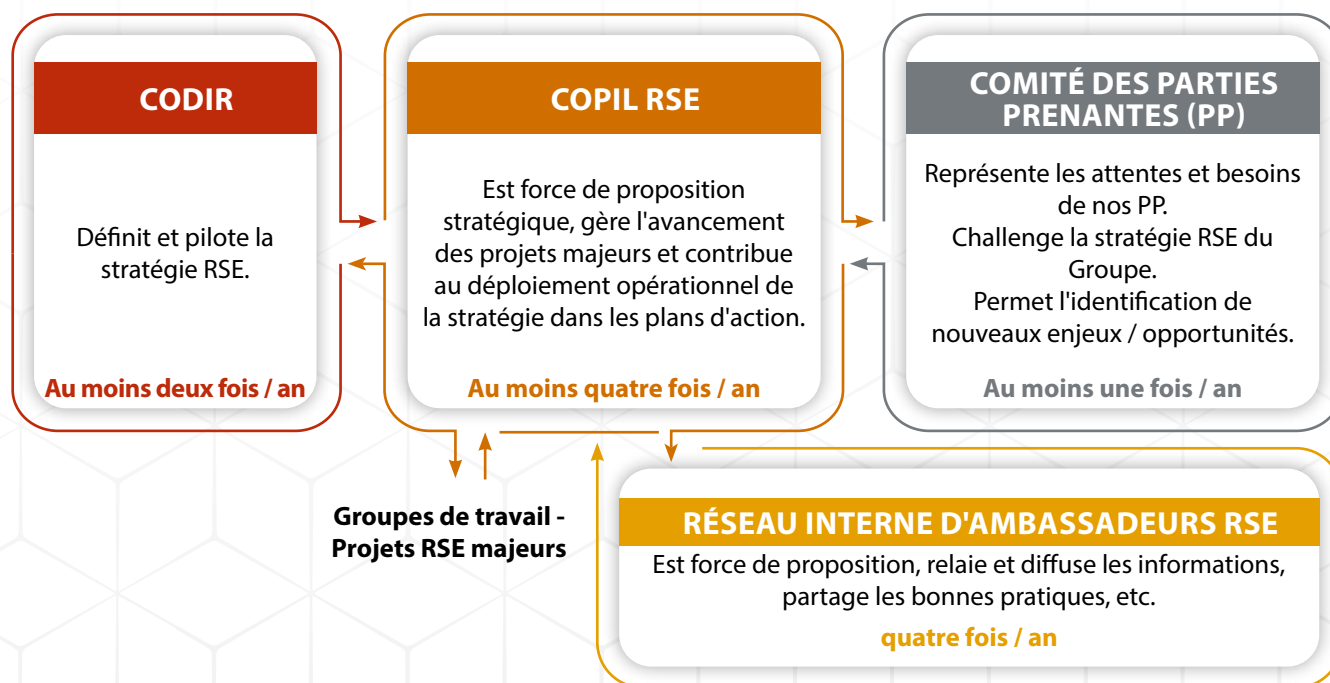 CODIR
Définit et pilote la
stratégie RSE.
Au moins deux fois / an
COPIL RSE
Est force de proposition
stratégique, gère l'avancement
des projets majeurs et contribue
au déploiement opérationnel de
la stratégie dans les plans d'action.
Au moins quatre fois / an
COMITÉ DES PARTIES
PRENANTES (PP)
Représente les attentes et besoins
de nos PP.
Challenge la stratégie RSE du
Groupe.
Permet l'identification de
nouveaux enjeux / opportunités.
Au moins une fois / an
Groupes de travail -
Projets RSE majeurs
RÉSEAU INTERNE D'AMBASSADEURS RSE
Est force de proposition, relaie et diffuse les informations,
partage les bonnes pratiques, etc.
quatre fois / an